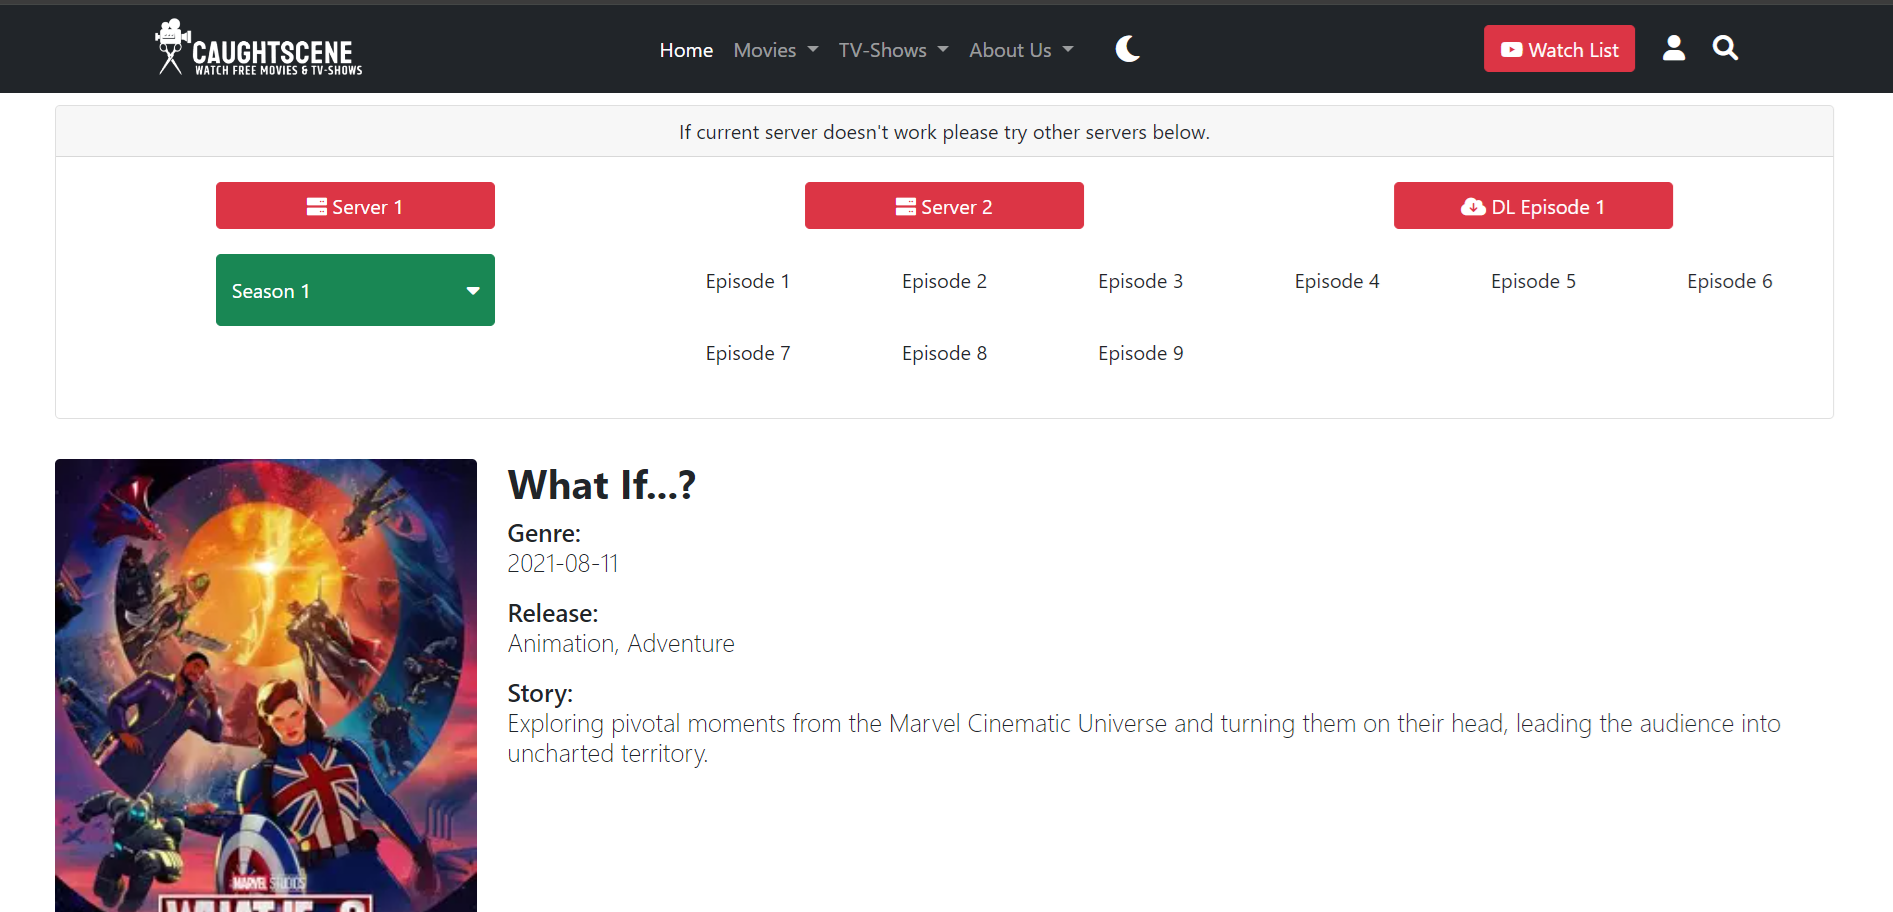 CAUGHTSCENE
WATCH FREE MOVIES & TV-SHOWS
Home Movies TV-Shows About Us Watch List
If current server doesn't work please try other servers below.
Server 1 Server 2 DL Episode 1
Season 1 Episode 1 Episode 2 Episode 3 Episode 4 Episode 5 Episode 6
Episode 7 Episode 8 Episode 9
What If...?
Genre:
2021-08-11
Release:
Animation, Adventure
Story:
Exploring pivotal moments from the Marvel Cinematic Universe and turning them on their head, leading the audience into
uncharted territory.
MARVEL STUDIOS
WHAT IF...?